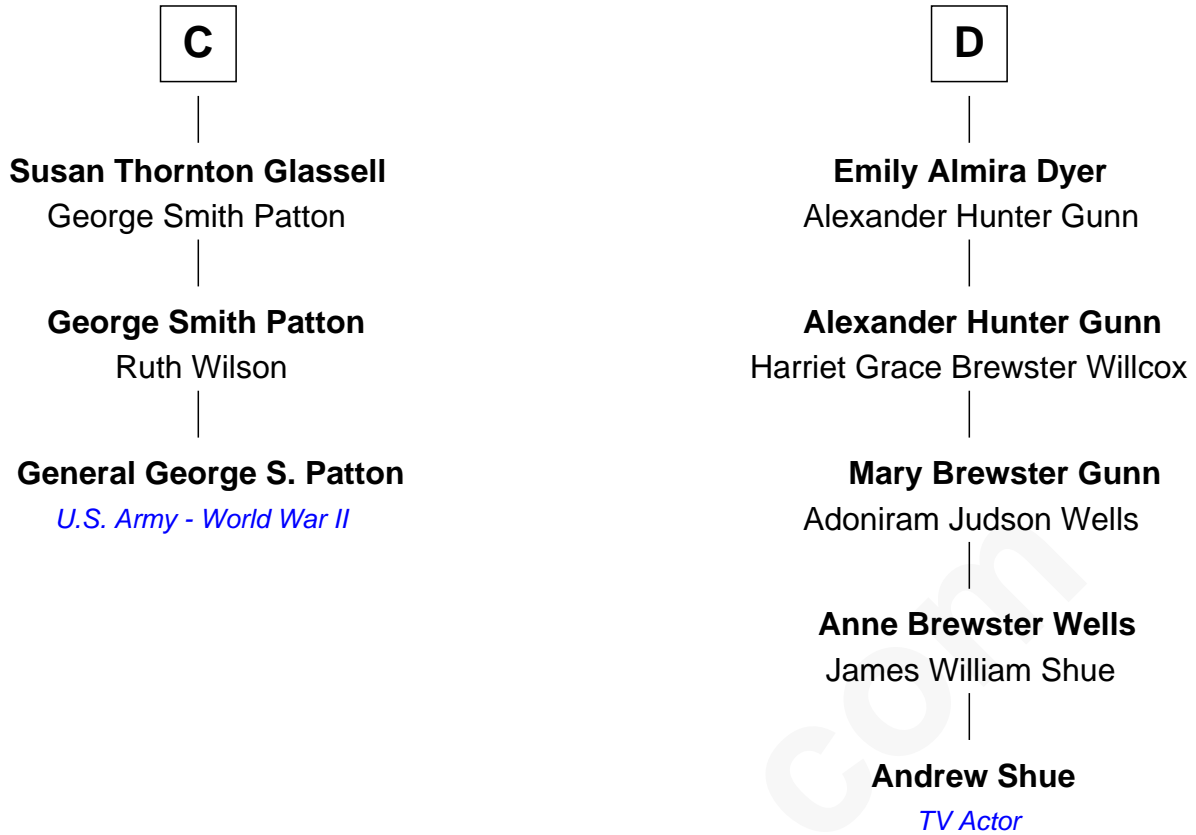 C
Susan Thornton Glassell
George Smith Patton
George Smith Patton
Ruth Wilson
General George S. Patton
U.S. Army - World War II
D
Emily Almira Dyer
Alexander Hunter Gunn
Alexander Hunter Gunn
Harriet Grace Brewster Willcox
Mary Brewster Gunn
Adoniram Judson Wells
Anne Brewster Wells
James William Shue
Andrew Shue
TV Actor
com